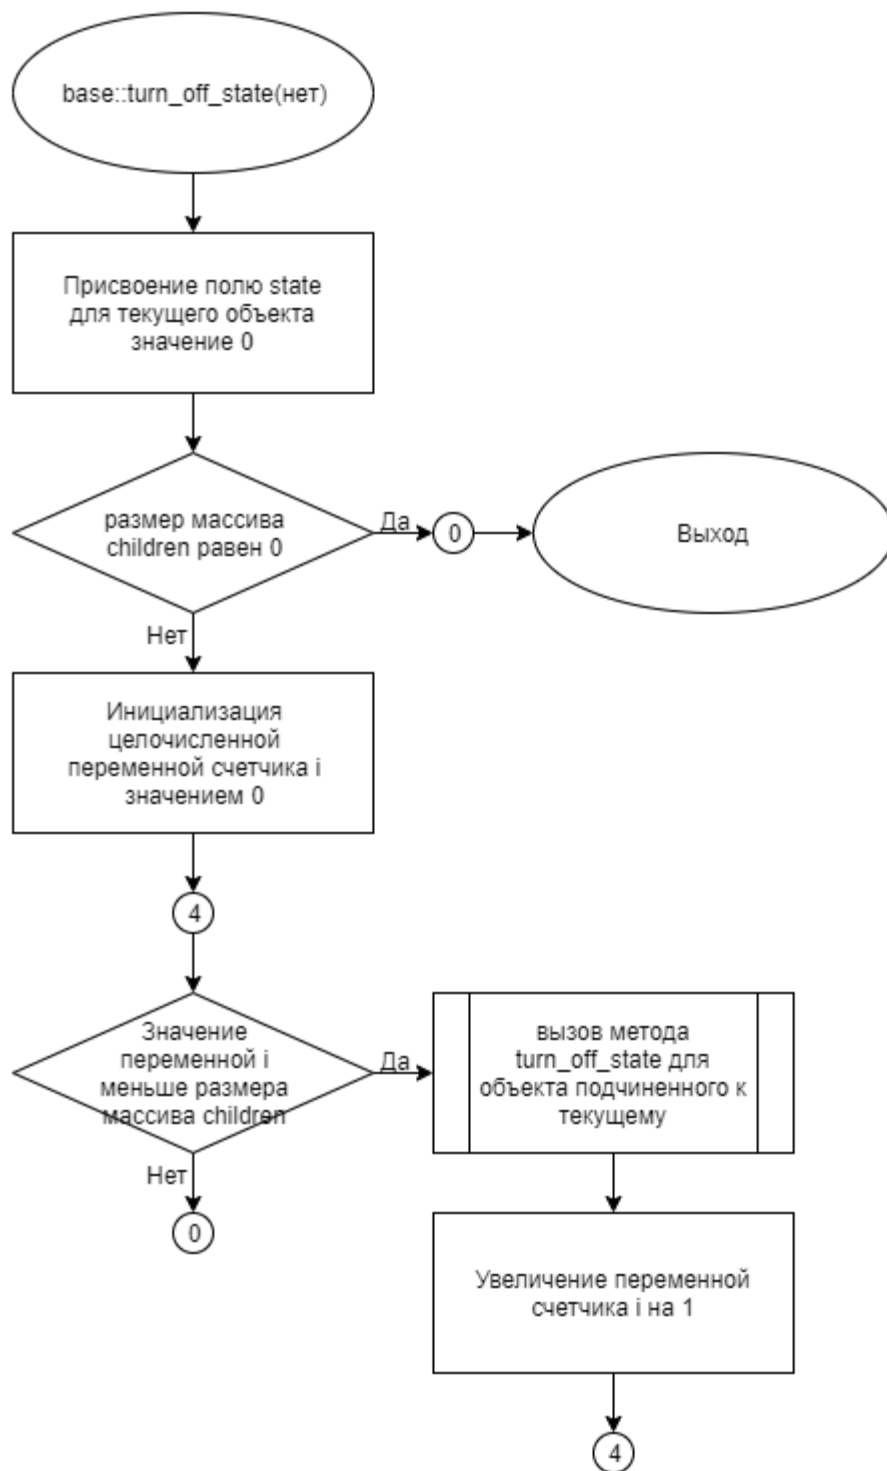 base::turn_off_state(нет)
Присвоение полю state
для текущего объекта
значение 0
размер массива
children равен 0
Да
0
Выход
Нет
Инициализация
целочисленной
переменной счетчика i
значением 0
4
Значение
переменной i
меньше размера
массива children
Да
вызов метода
turn_off_state для
объекта подчиненного к
текущему
Нет
0
Увеличение переменной
счетчика i на 1
4